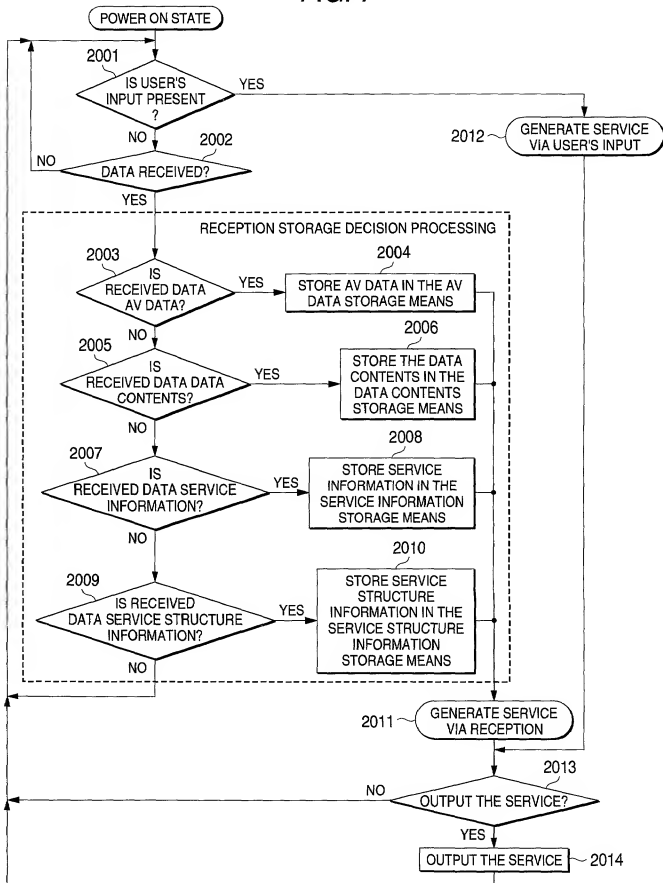 POWER ON STATE
2001
IS USER'S
INPUT PRESENT
?
YES
NO
2012
GENERATE SERVICE
VIA USER'S INPUT
2002
DATA RECEIVED?
NO
YES
RECEPTION STORAGE DECISION PROCESSING
2003
IS
RECEIVED DATA
AV DATA?
YES
NO
2004
STORE AV DATA IN THE AV
DATA STORAGE MEANS
2005
IS
RECEIVED DATA DATA
CONTENTS?
YES
NO
2006
STORE THE DATA
CONTENTS IN THE
DATA CONTENTS
STORAGE MEANS
2007
IS
RECEIVED DATA SERVICE
INFORMATION?
YES
NO
2008
STORE SERVICE
INFORMATION IN THE
SERVICE INFORMATION
STORAGE MEANS
2009
IS RECEIVED
DATA SERVICE STRUCTURE
INFORMATION?
YES
NO
2010
STORE SERVICE
STRUCTURE
INFORMATION IN THE
SERVICE STRUCTURE
INFORMATION
STORAGE MEANS
2011
GENERATE SERVICE
VIA RECEPTION
2013
OUTPUT THE SERVICE?
NO
YES
OUTPUT THE SERVICE
2014